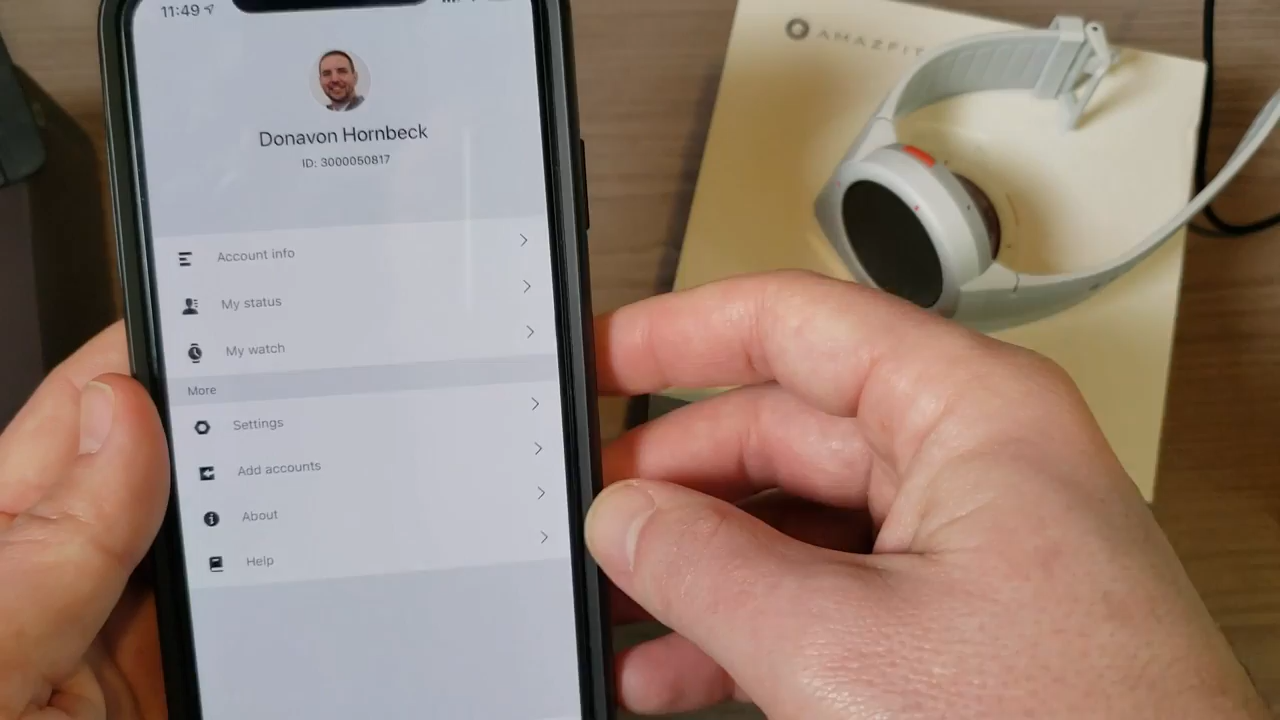 11:49
AMAZFIT
Donavon Hornbeck
ID: 3000050817
Account info
My status
My watch
More
Settings
Add accounts
About
Help